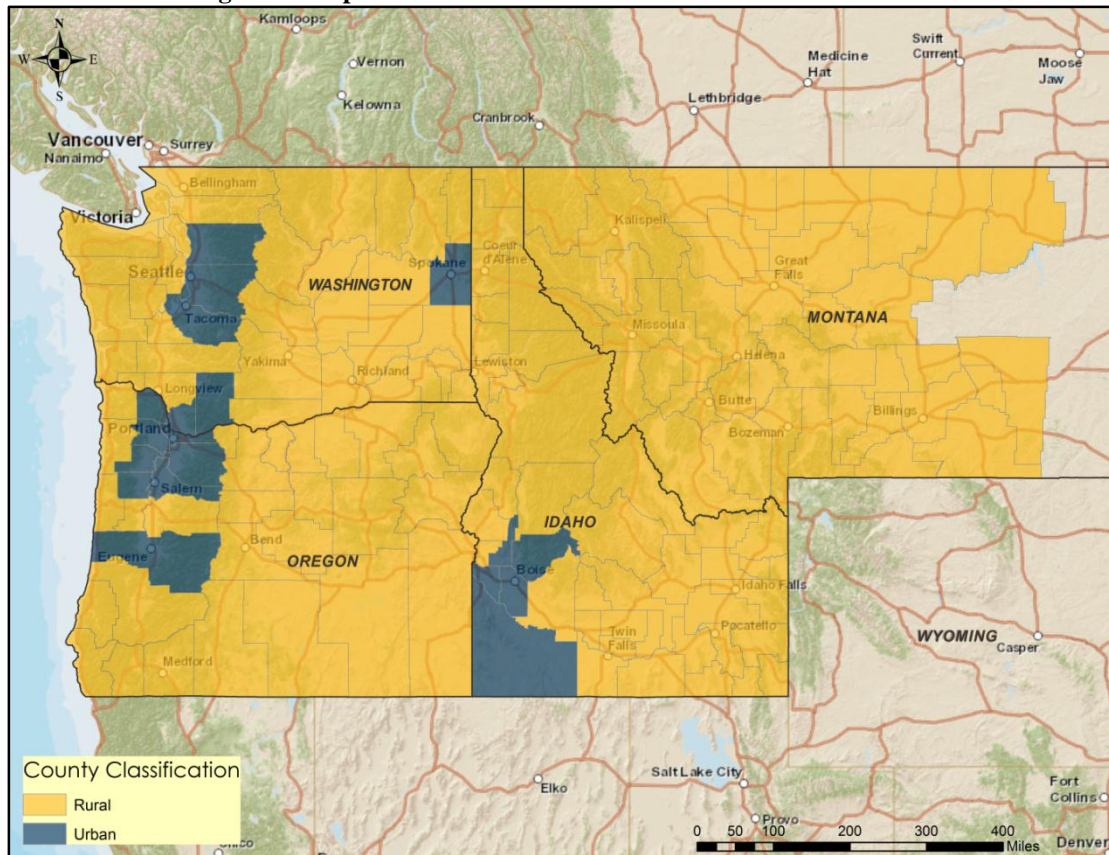 N
W E
S
Kamloops
Vernon
Kelowna
Cranbrook
Lethbridge
Medicine
Hat
Swift
Current
Moose
Jaw
Vancouver
Surrey
Nanaimo
Victoria
Bellingham
Seattle
Tacoma
WASHINGTON
Spokane
Coeur
d'Alene
Kalispell
Great
Falls
MONTANA
Missoula
Helena
Yakima
Richland
Lewiston
Longview
Butte
Billings
Bozeman
Portland
Salem
IDAHO
Eugene
Bend
OREGON
Boise
Idaho Falls
Pocatello
Twin
Falls
WYOMING
Casper
Medford
County Classification
Rural
Urban
Elko
Salt Lake City
Provo
Fort
Collins
Denver
0 50 100 200 300 400
Miles